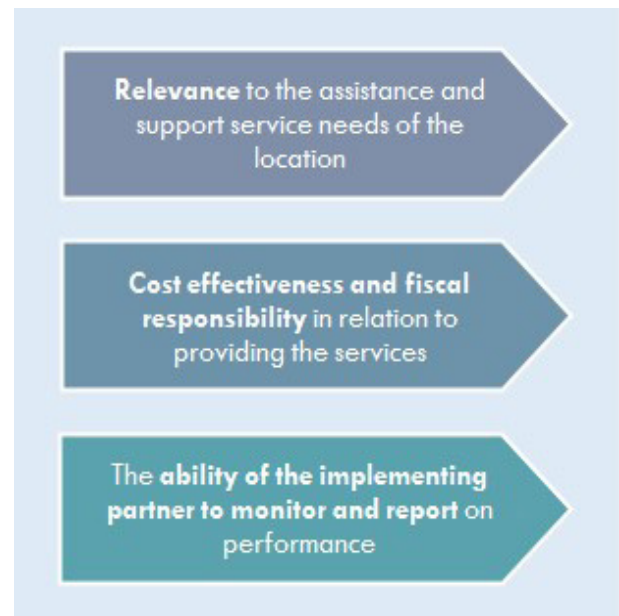 Relevance to the assistance and
support service needs of the
location
Cost effectiveness and fiscal
responsibility in relation to
providing the services
The ability of the implementing
partner to monitor and report on
performance